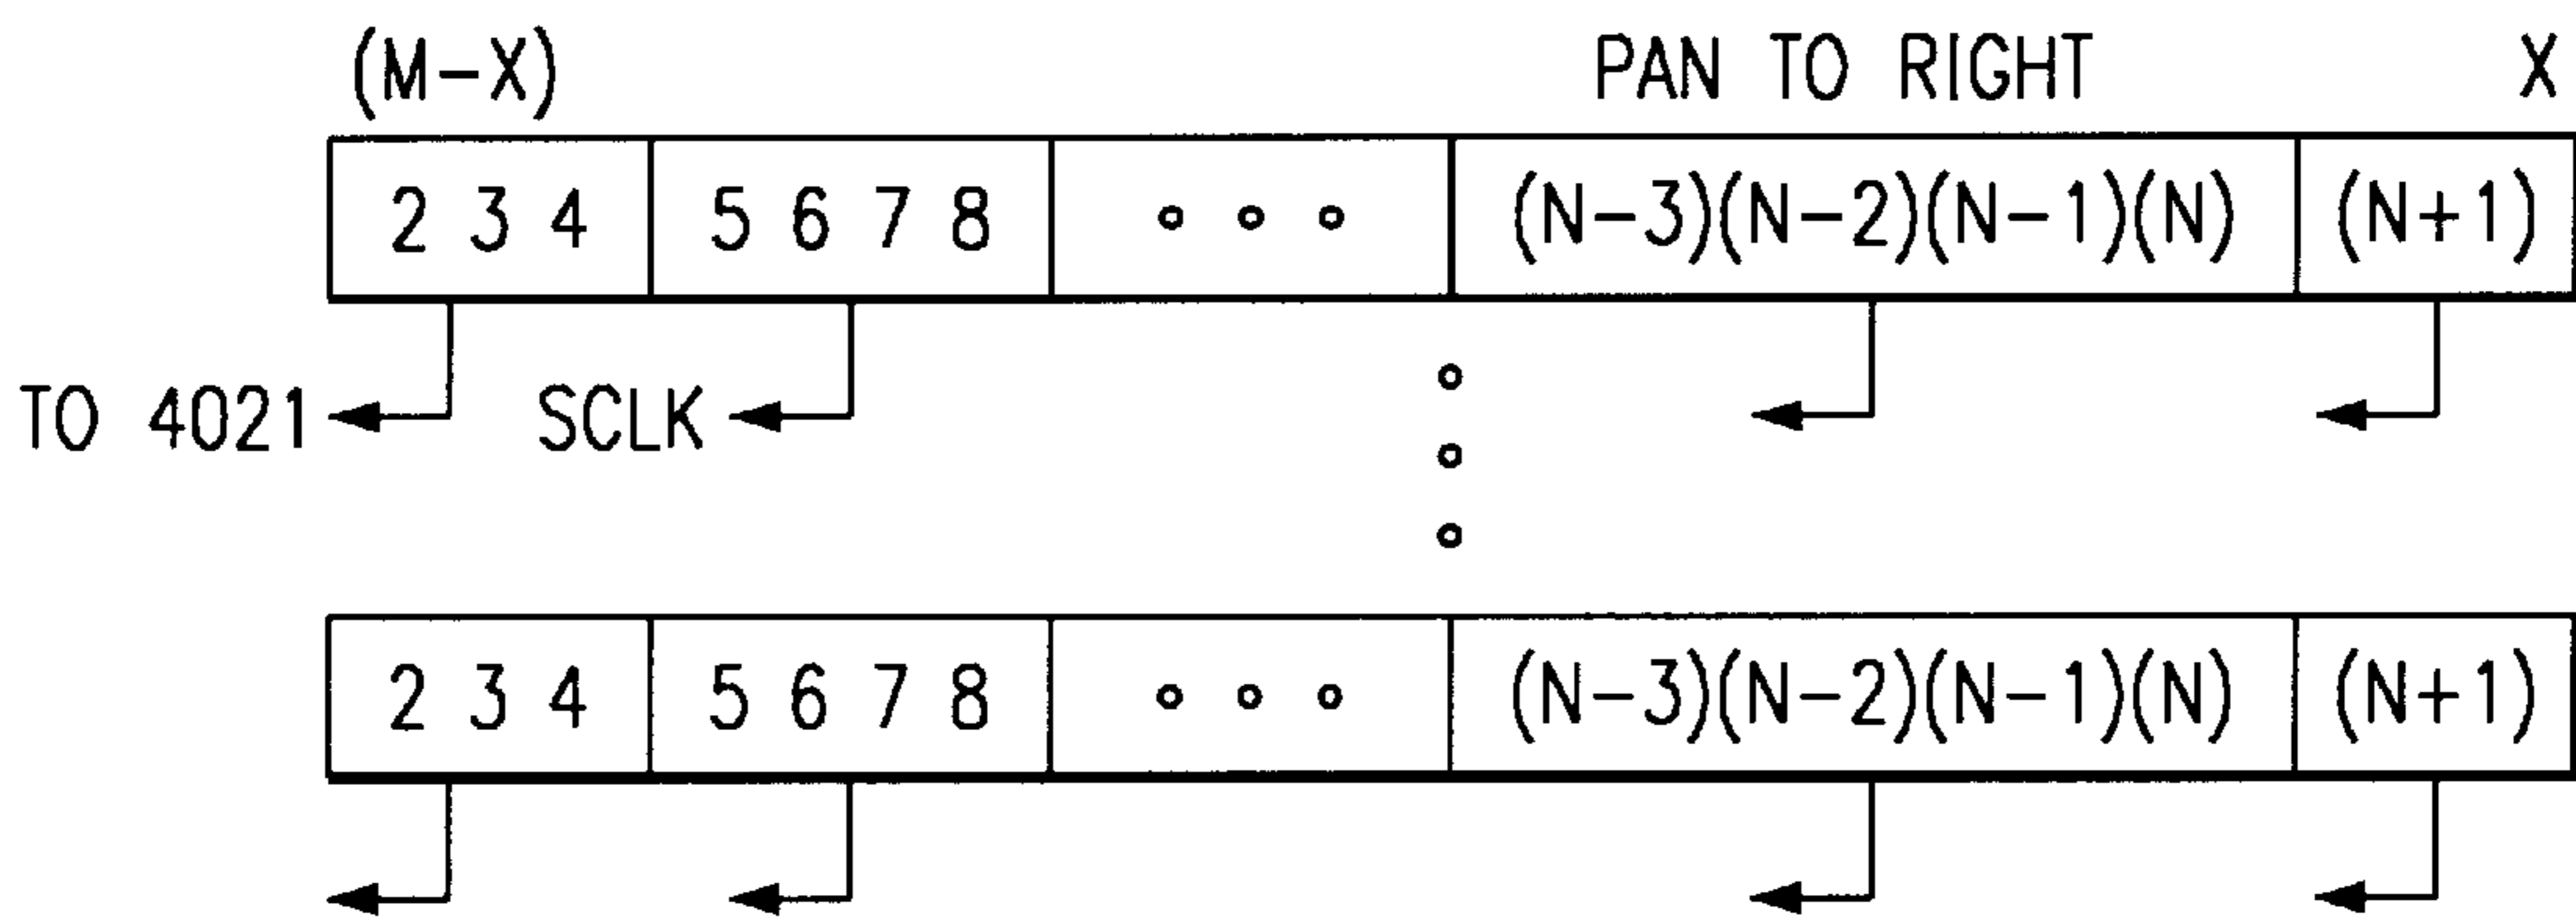 (M-X) PAN TO RIGHT X
2 3 4 5 6 7 8 (N-3)(N-2)(N-1)(N) (N+1)
TO 4021 SCLK
2 3 4 5 6 7 8 (N-3)(N-2)(N-1)(N) (N+1)